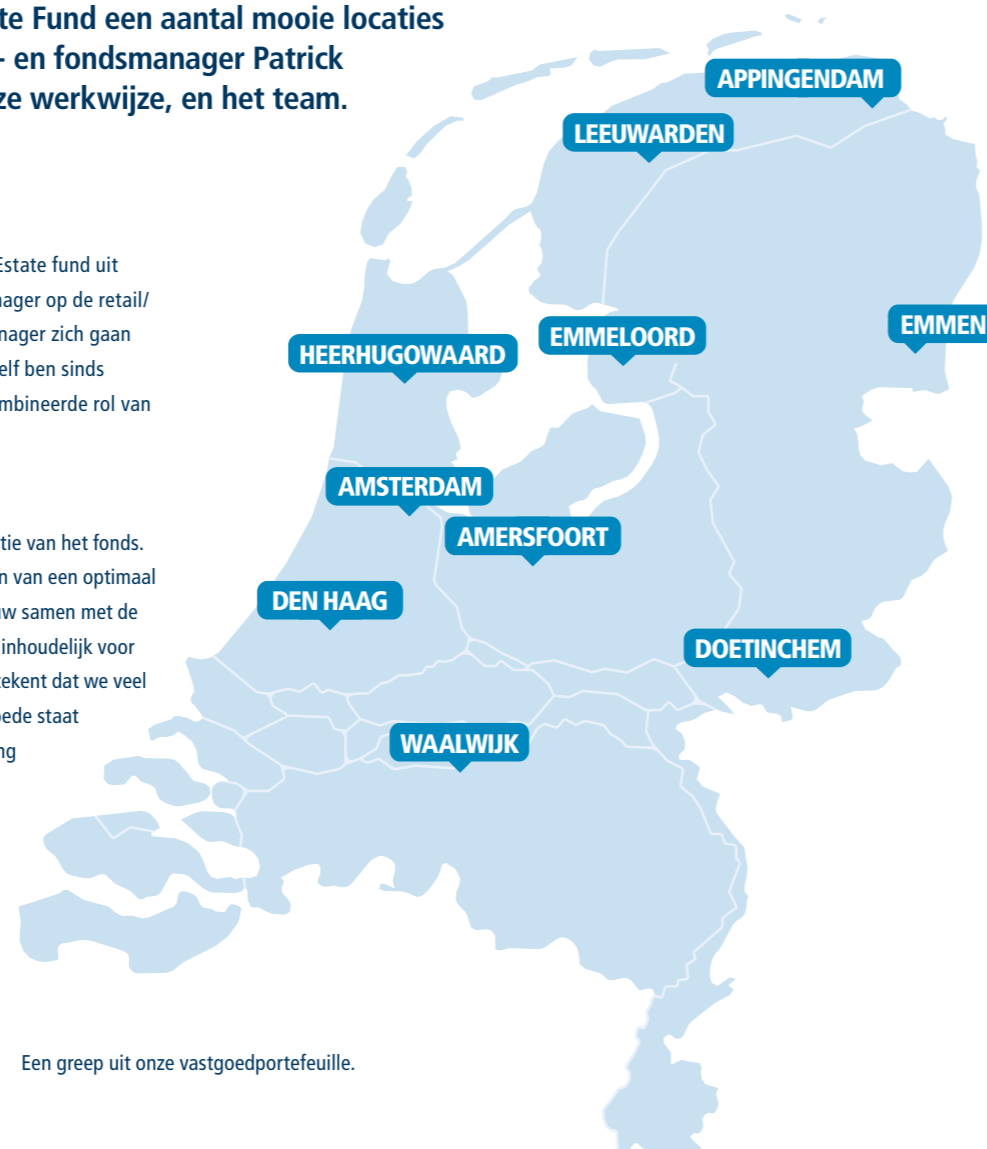 te Fund een aantal mooie locaties
- en fondsmanager Patrick
ze werkwijze, en het team.
Estate fund uit
nager op de retail/
nager zich gaan
elf ben sinds
mbineerde rol van
tie van het fonds.
n van een optimaal
uw samen met de
inhoudelijk voor
tekent dat we veel
oede staat
ng
APPINGENDAM
LEEUWARDEN
EMMEN
EMMELOORD
HEERHUGOWAARD
AMSTERDAM
AMERSFOORT
DEN HAAG
DOETINCHEM
WAALWIJK
Een greep uit onze vastgoedportefeuille.